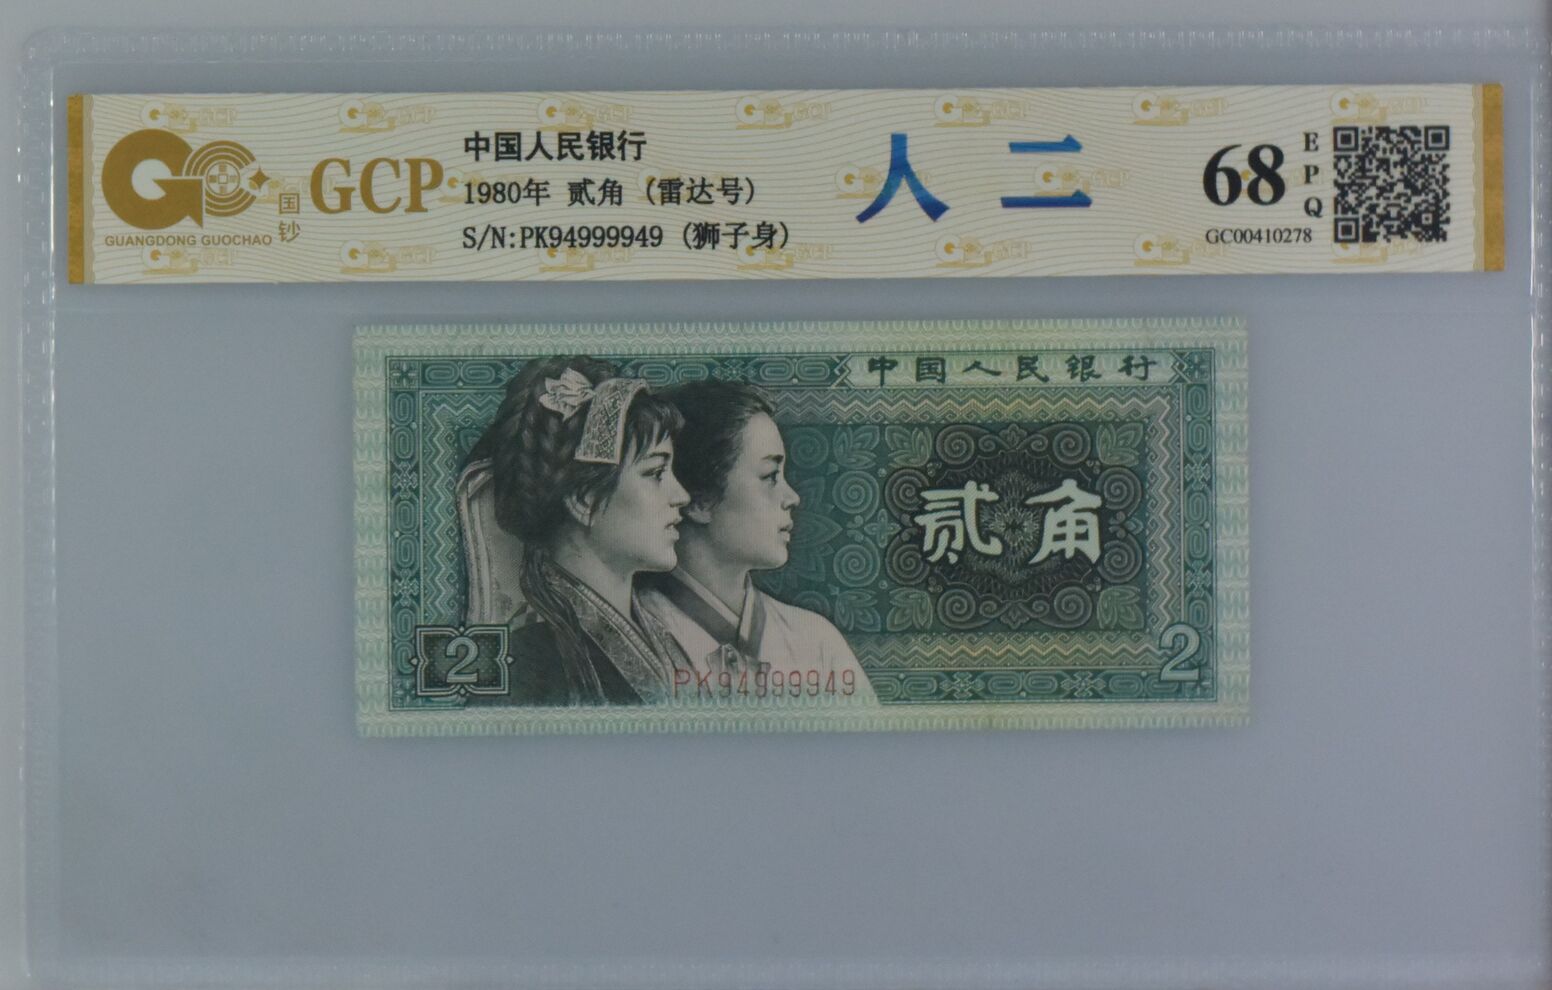 GUANGDONG GUOCHAO
国钞
GCP
中国人民银行
1980年 贰角 (雷达号)
S/N:PK94999949 (狮子身)
人二
68
EPQ
GC00410278
中国人民银行
贰角
2
2
PK94999949